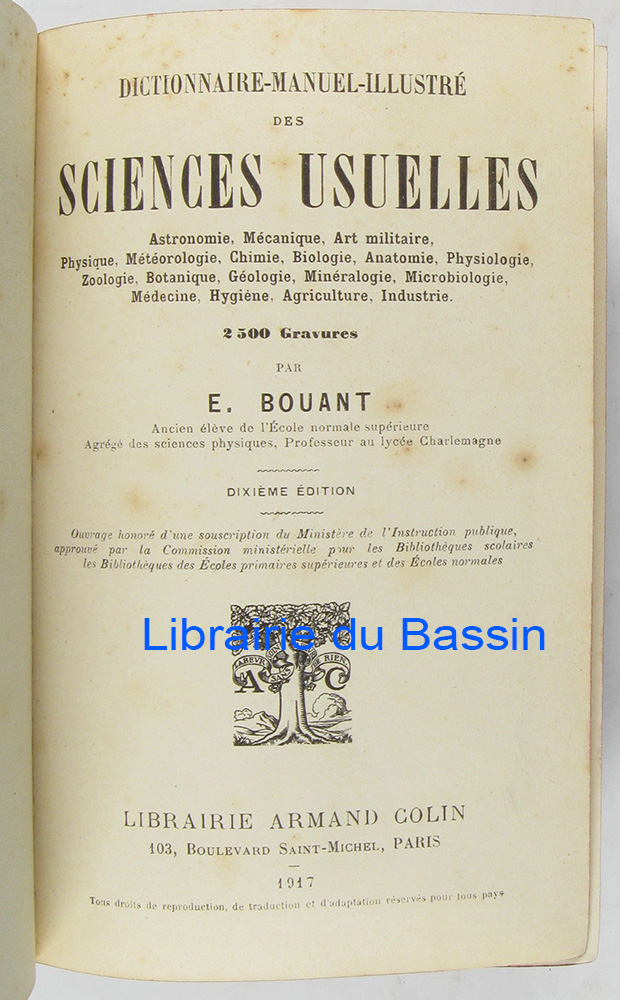 DICTIONNAIRE-MANUEL-ILLUSTRÉ
DES
SCIENCES USUELLES
Astronomie, Mécanique, Art militaire,
Physique, Météorologie, Chimie, Biologie, Anatomie, Physiologie,
Zoologie, Botanique, Géologie, Minéralogie, Microbiologie,
Médecine, Hygiène, Agriculture, Industrie.
2 500 Gravures
PAR
E. BOUANT
Ancien élève de l'École normale supérieure
Agrégé des sciences physiques, Professeur au lycée Charlemagne
DIXIÈME ÉDITION
Ouvrage honoré d'une souscription du Ministère de l'Instruction publique,
approuvé par la Commission ministérielle pour les Bibliothèques scolaires
les Bibliothèques des Écoles primaires supérieures et des Écoles normales
Librairie du Bassin
LABEVR SANS RIEN
A C
LIBRAIRIE ARMAND COLIN
103, BOULEVARD SAINT-MICHEL, PARIS
1917
Tous droits de reproduction, de traduction et d'adaptation réservés pour tous pays